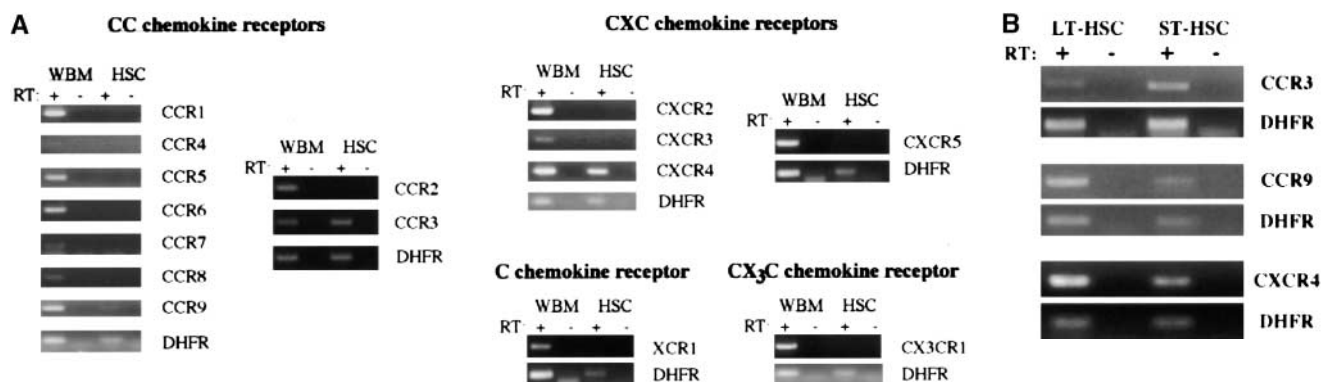 A
CC chemokine receptors
WBM HSC
RT: + - + -
CCR1
CCR4
CCR5
CCR6
CCR7
CCR8
CCR9
DHFR
WBM HSC
RT: + - + -
CCR2
CCR3
DHFR
CXC chemokine receptors
WBM HSC
RT: + - + -
CXCR2
CXCR3
CXCR4
DHFR
WBM HSC
RT: + - + -
CXCR5
DHFR
C chemokine receptor
WBM HSC
RT: + - + -
XCR1
DHFR
CX3C chemokine receptor
WBM HSC
RT: + - + -
CX3CR1
DHFR
B
LT-HSC ST-HSC
RT: + - + -
CCR3
DHFR
CCR9
DHFR
CXCR4
DHFR